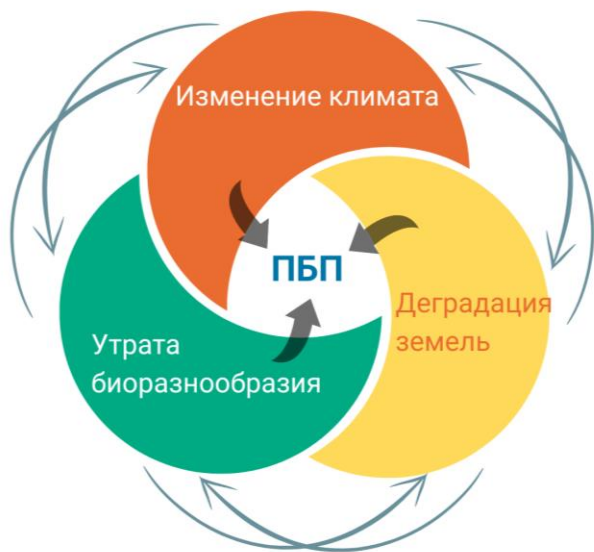 Изменение климата
ПБП
Деградация
земель
Утрата
биоразнообразия